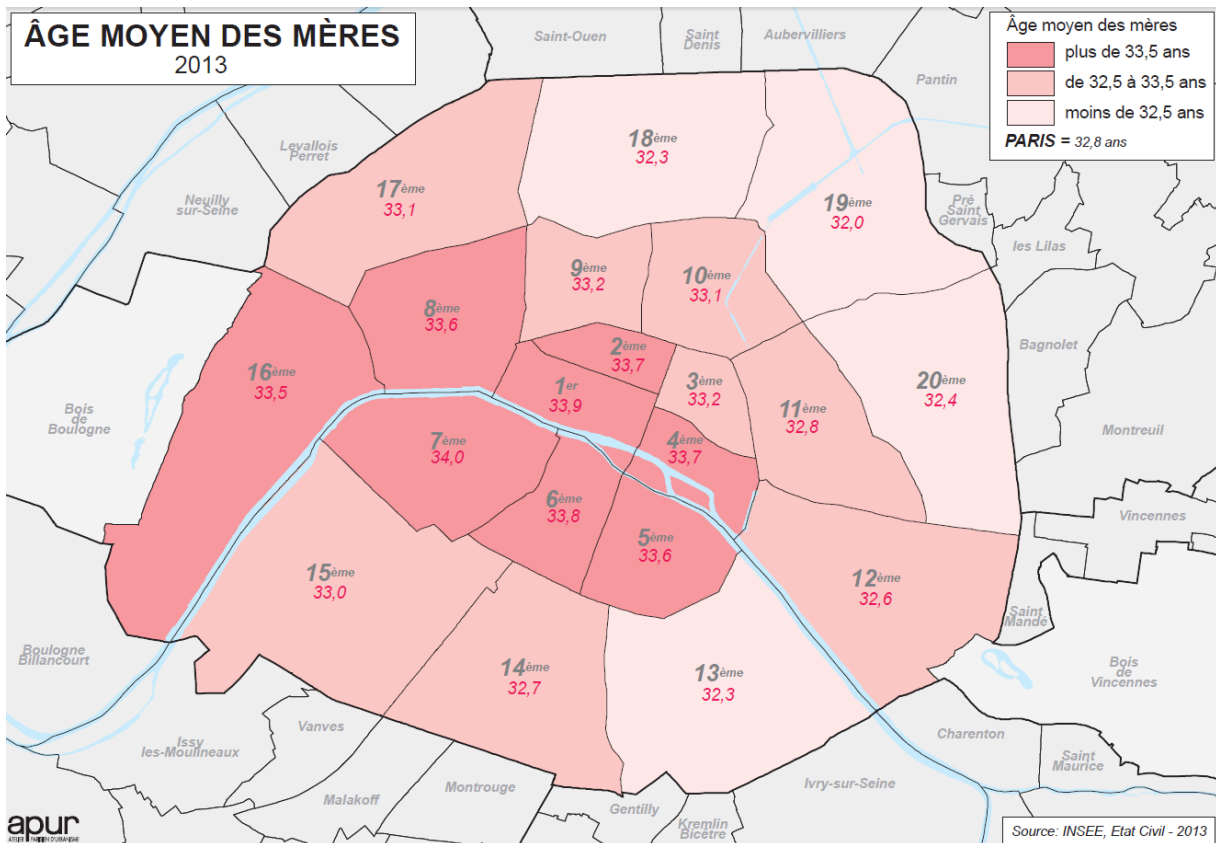 ÂGE MOYEN DES MÈRES
2013
Âge moyen des mères
plus de 33,5 ans
de 32,5 à 33,5 ans
moins de 32,5 ans
PARIS = 32,8 ans
Saint-Ouen
Saint
Denis
Aubervilliers
Pantin
Levallois
Perret
Neuilly
sur-Seine
Pré
Saint
Gervais
les Lilas
Bagnolet
Montreuil
Vincennes
Saint
Mandé
Bois
de
Vincennes
Bois
de
Boulogne
Boulogne
Billancourt
18ème
32,3
17ème
33,1
19ème
32,0
9ème
33,2
10ème
33,1
8ème
33,6
2ème
33,7
16ème
33,5
1er
33,9
3ème
33,2
20ème
32,4
11ème
32,8
7ème
34,0
4ème
33,7
6ème
33,8
5ème
33,6
15ème
33,0
12ème
32,6
14ème
32,7
13ème
32,3
Issy
les-Moulineaux
Vanves
Malakoff
Montrouge
Gentilly
Kremlin
Bicêtre
Ivry-sur-Seine
Charenton
Saint
Maurice
apur
ATELIER PARISIEN D'URBANISME
Source: INSEE, Etat Civil - 2013